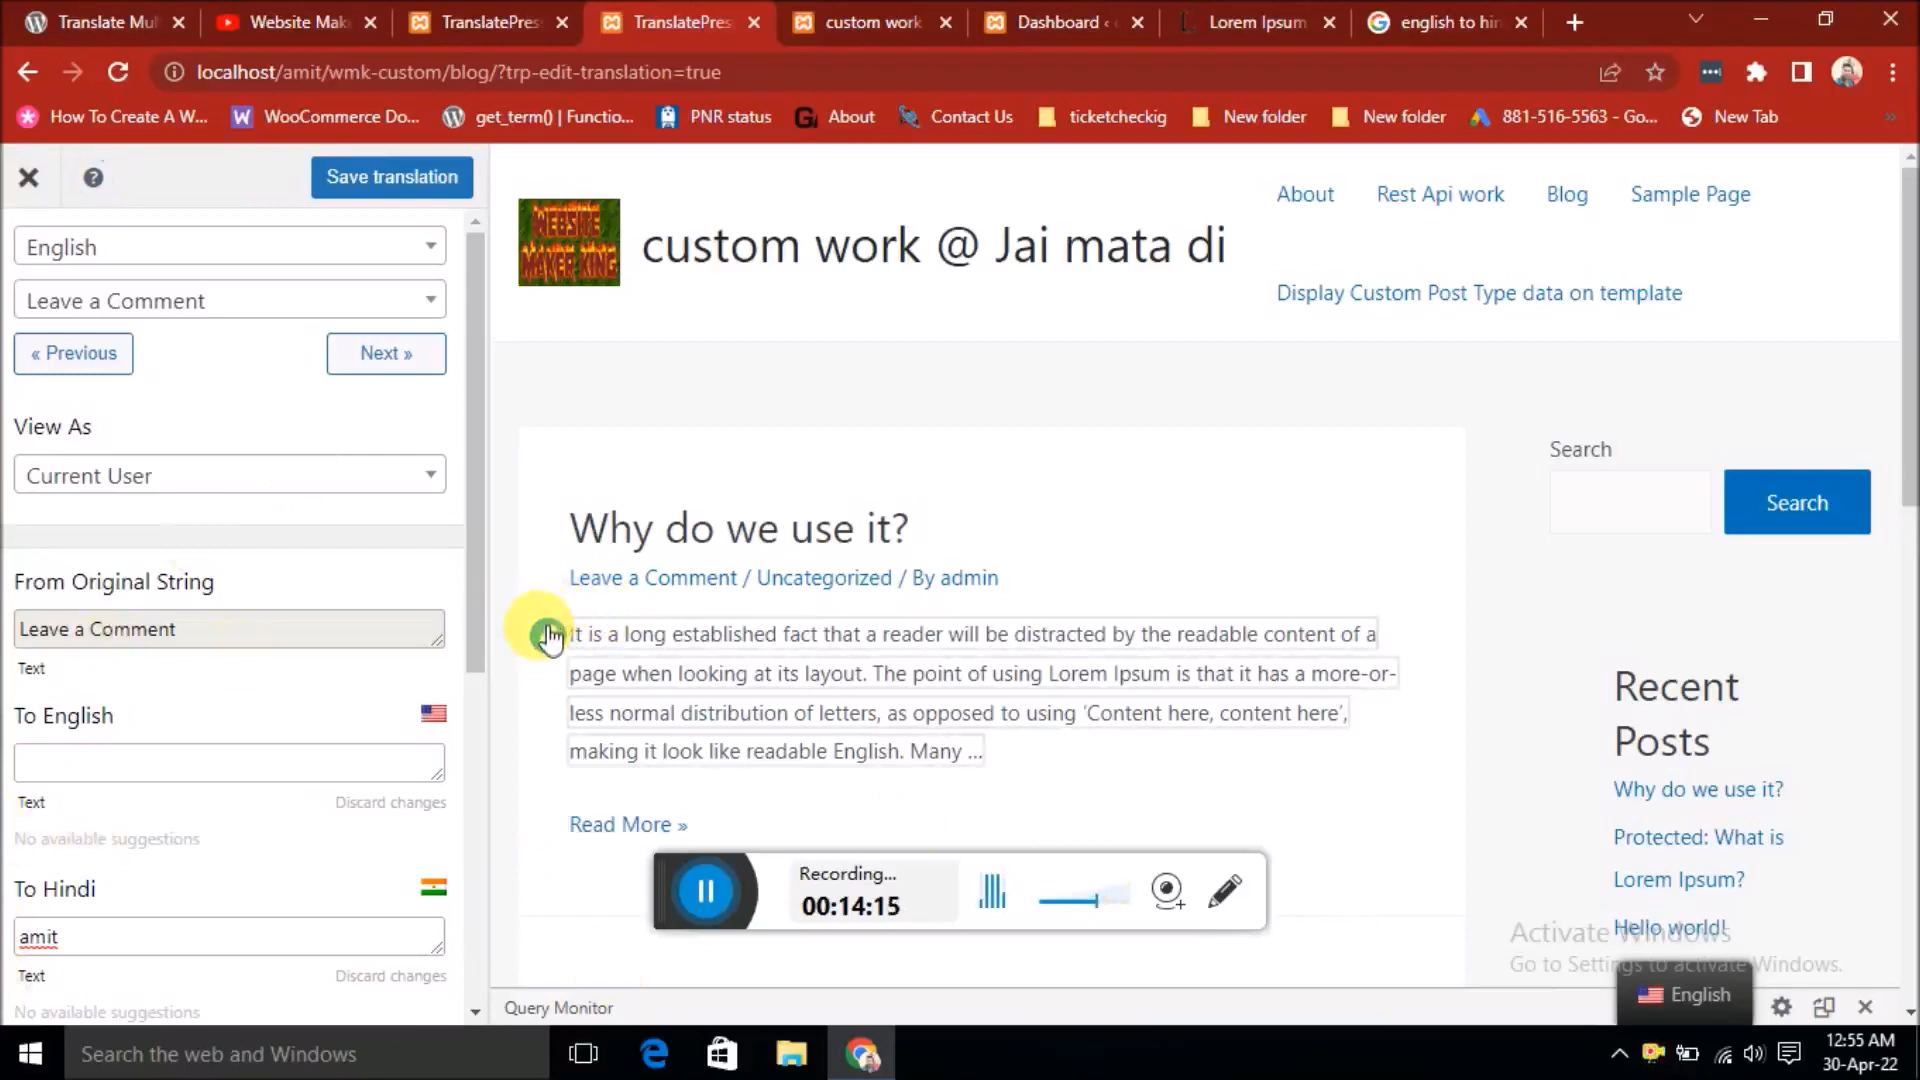 Translate Mul
Website Mak
TranslatePres
TranslatePres
custom work
Dashboard ‹
Lorem Ipsum
english to hin
localhost/amit/wmk-custom/blog/?trp-edit-translation=true
How To Create A W...
WooCommerce Do...
get_term() | Functio...
PNR status
About
Contact Us
ticketcheckig
New folder
New folder
881-516-5563 - Go...
New Tab
»
Save translation
English
Leave a Comment
« Previous
Next »
View As
Current User
From Original String
Leave a Comment
Text
To English
Text
Discard changes
No available suggestions
To Hindi
amit
Text
Discard changes
No available suggestions
WEBSITE
MAKER KING
custom work @ Jai mata di
About
Rest Api work
Blog
Sample Page
Display Custom Post Type data on template
Why do we use it?
Leave a Comment / Uncategorized / By admin
It is a long established fact that a reader will be distracted by the readable content of a
page when looking at its layout. The point of using Lorem Ipsum is that it has a more-or-
less normal distribution of letters, as opposed to using ‘Content here, content here’,
making it look like readable English. Many ...
Read More »
Search
Search
Recent
Posts
Why do we use it?
Protected: What is
Lorem Ipsum?
Hello world!
Recording...
00:14:15
Activate Windows
Go to Settings to activate Windows.
English
Query Monitor
Search the web and Windows
12:55 AM
30-Apr-22